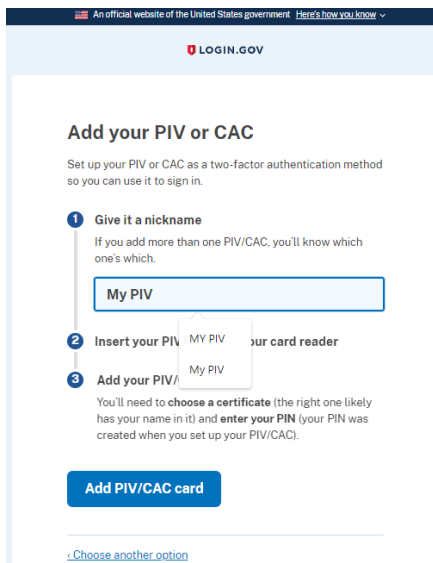 An official website of the United States government Here's how you know
LOGIN.GOV
Add your PIV or CAC
Set up your PIV or CAC as a two-factor authentication method
so you can use it to sign in.
1 Give it a nickname
If you add more than one PIV/CAC, you'll know which
one's which.
My PIV
MY PIV
My PIV
2 Insert your PIV our card reader
3 Add your PIV/
You'll need to choose a certificate (the right one likely
has your name in it) and enter your PIN (your PIN was
created when you set up your PIV/CAC).
Add PIV/CAC card
‹ Choose another option